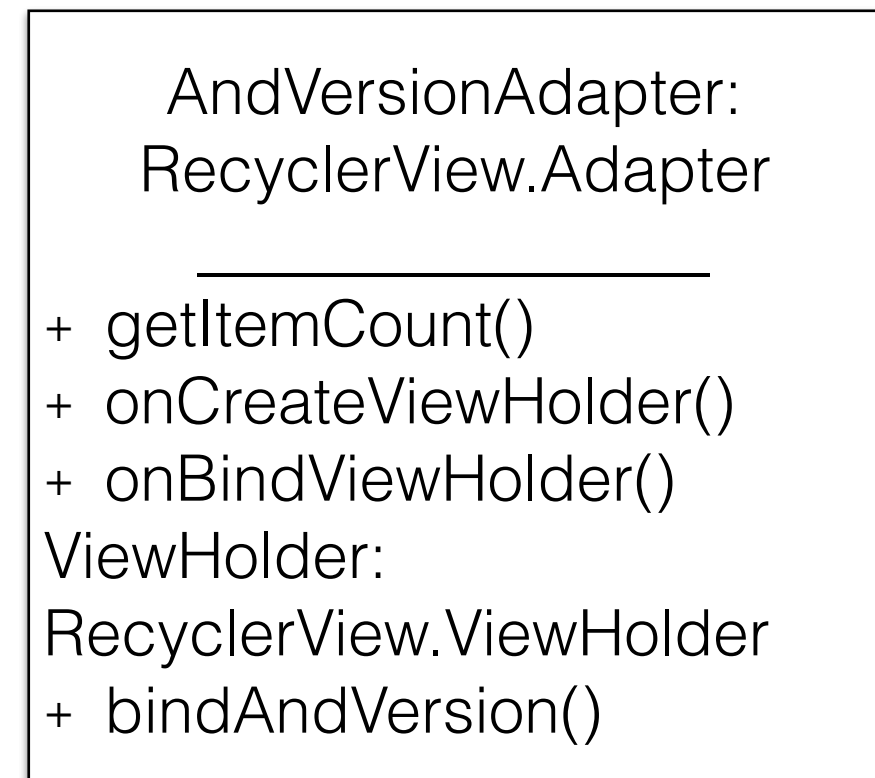 AndVersionAdapter:
RecyclerView.Adapter
+ getItemCount()
+ onCreateViewHolder()
+ onBindViewHolder()
ViewHolder:
RecyclerView.ViewHolder
+ bindAndVersion()